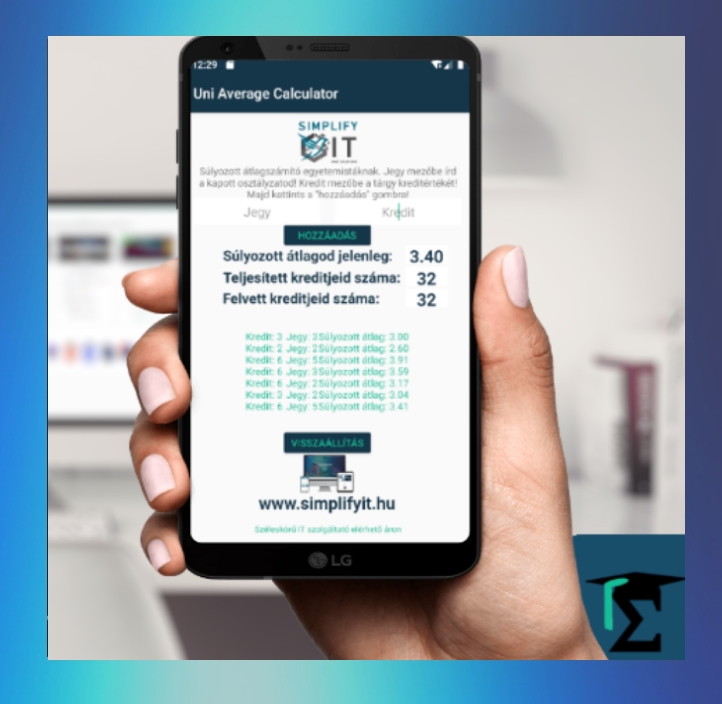 12:29
Uni Average Calculator
SIMPLIFY
IT
Súlyozott átlagszámító egyetemistáknak. Jegy mezőbe írd
a kapott osztályzatod! Kredit mezőbe a tárgy kreditértékét!
Majd kattints a "hozzáadás" gombra!
Jegy Kredit
HOZZÁADÁS
Súlyozott átlagod jelenleg: 3.40
Teljesített kreditjeid száma: 32
Felvett kreditjeid száma: 32
Kredit: 3 Jegy: 3Súlyozott átlag: 3.00
Kredit: 2 Jegy: 2Súlyozott átlag: 2.60
Kredit: 6 Jegy: 5Súlyozott átlag: 3.91
Kredit: 6 Jegy: 3Súlyozott átlag: 3.59
Kredit: 6 Jegy: 2Súlyozott átlag: 3.17
Kredit: 3 Jegy: 2Súlyozott átlag: 3.04
Kredit: 6 Jegy: 5Súlyozott átlag: 3.41
VISSZAÁLLÍTÁS
www.simplifyit.hu
Széleskörű IT szolgáltató elérhető áron
LG
Σ